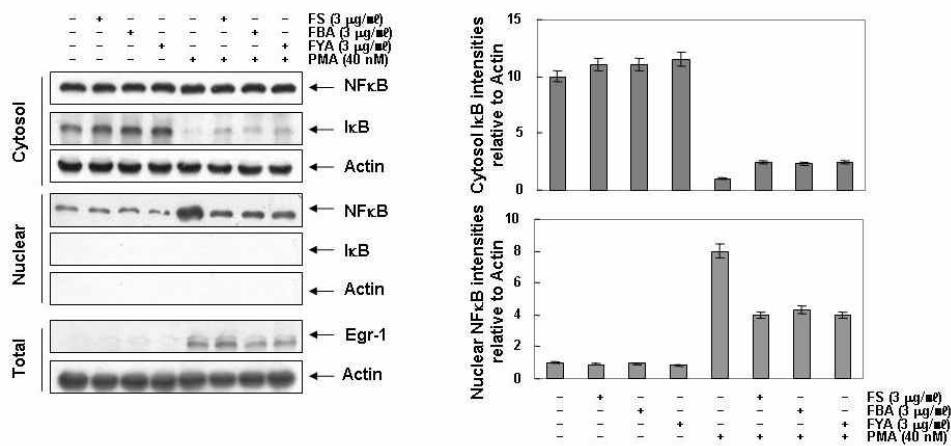 – + – – – + – – FS (3 μg/㎖)
– – + – – – + – FBA (3 μg/㎖)
– – – + – – – + FYA (3 μg/㎖)
– – – – + + + + PMA (40 nM)
Cytosol
NFκB
IκB
Actin
Nuclear
NFκB
IκB
Actin
Total
Egr-1
Actin
Cytosol IκB intensities
relative to Actin
15
10
5
0
Nuclear NFκB intensities
relative to Actin
10
8
6
4
2
0
– + – – – + – – FS (3 μg/㎖)
– – + – – – + – FBA (3 μg/㎖)
– – – + – – – + FYA (3 μg/㎖)
– – – – + + + + PMA (40 nM)